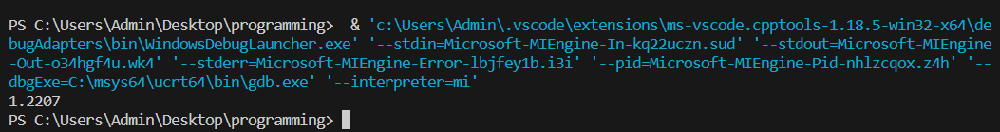 PS C:\Users\Admin\Desktop\programming>  & 'c:\Users\Admin\.vscode\extensions\ms-vscode.cpptools-1.18.5-win32-x64\de
bugAdapters\bin\WindowsDebugLauncher.exe' '--stdin=Microsoft-MIEngine-In-kq22uczn.sud' '--stdout=Microsoft-MIEngine
-Out-o34hgf4u.wk4' '--stderr=Microsoft-MIEngine-Error-lbjfey1b.i3i' '--pid=Microsoft-MIEngine-Pid-nhlzcqox.z4h' '--
dbgExe=C:\msys64\ucrt64\bin\gdb.exe' '--interpreter=mi'
1.2207
PS C:\Users\Admin\Desktop\programming>